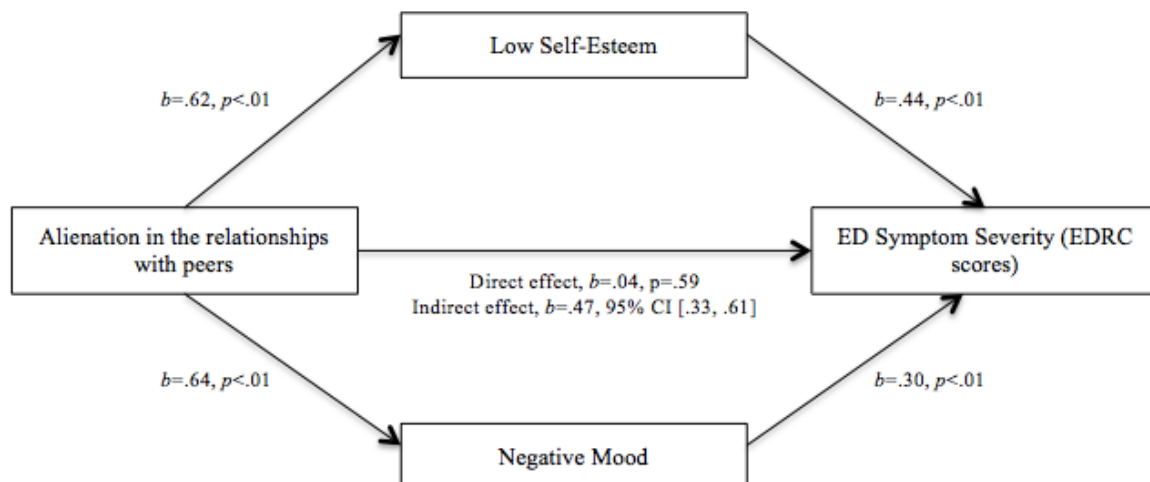 Low Self-Esteem
b=.62, p<.01
b=.44, p<.01
Alienation in the relationships
with peers
ED Symptom Severity (EDRC
scores)
Direct effect, b=.04, p=.59
Indirect effect, b=.47, 95% CI [.33, .61]
b=.64, p<.01
b=.30, p<.01
Negative Mood